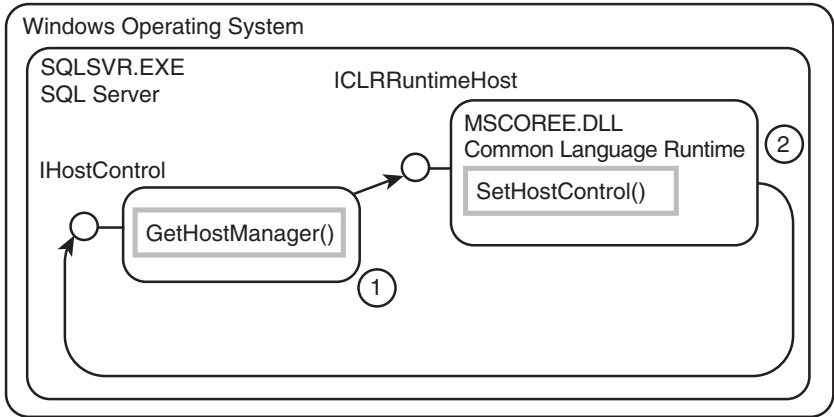 Windows Operating System
SQLSVR.EXE
SQL Server
ICLRRuntimeHost
MSCOREE.DLL
Common Language Runtime
2
SetHostControl()
IHostControl
GetHostManager()
1